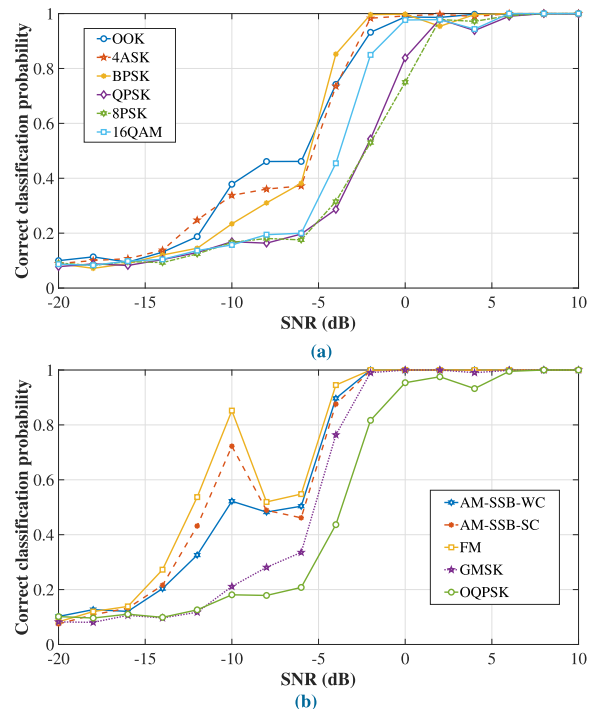 Correct classification probability
1
0.8
0.6
0.4
0.2
0
OOK
4ASK
BPSK
QPSK
8PSK
16QAM
-20
-15
-10
-5
0
5
10
SNR (dB)
(a)
Correct classification probability
1
0.8
0.6
0.4
0.2
0
AM-SSB-WC
AM-SSB-SC
FM
GMSK
OQPSK
-20
-15
-10
-5
0
5
10
SNR (dB)
(b)